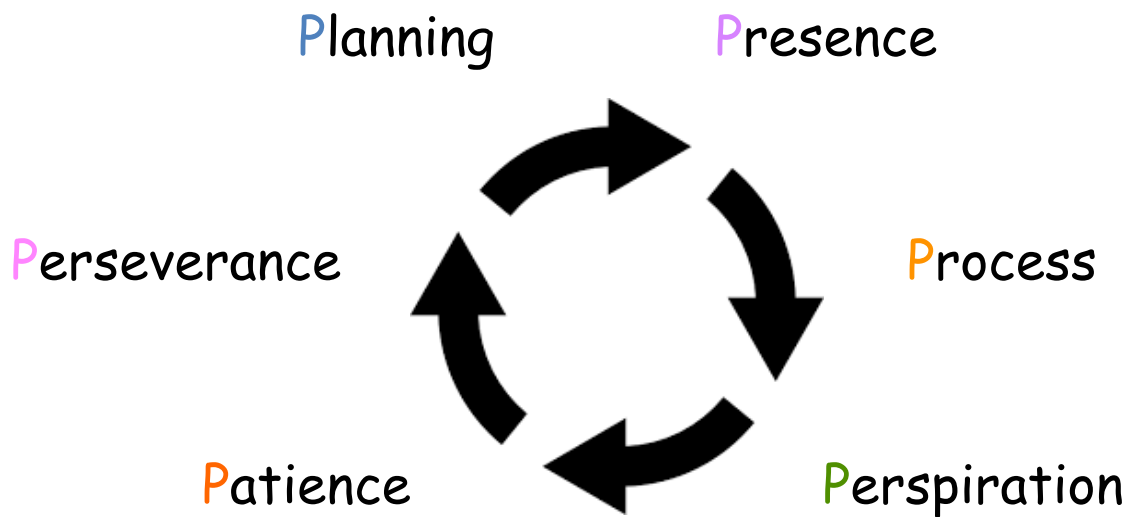 Planning
Presence
Perseverance
Process
Patience
Perspiration